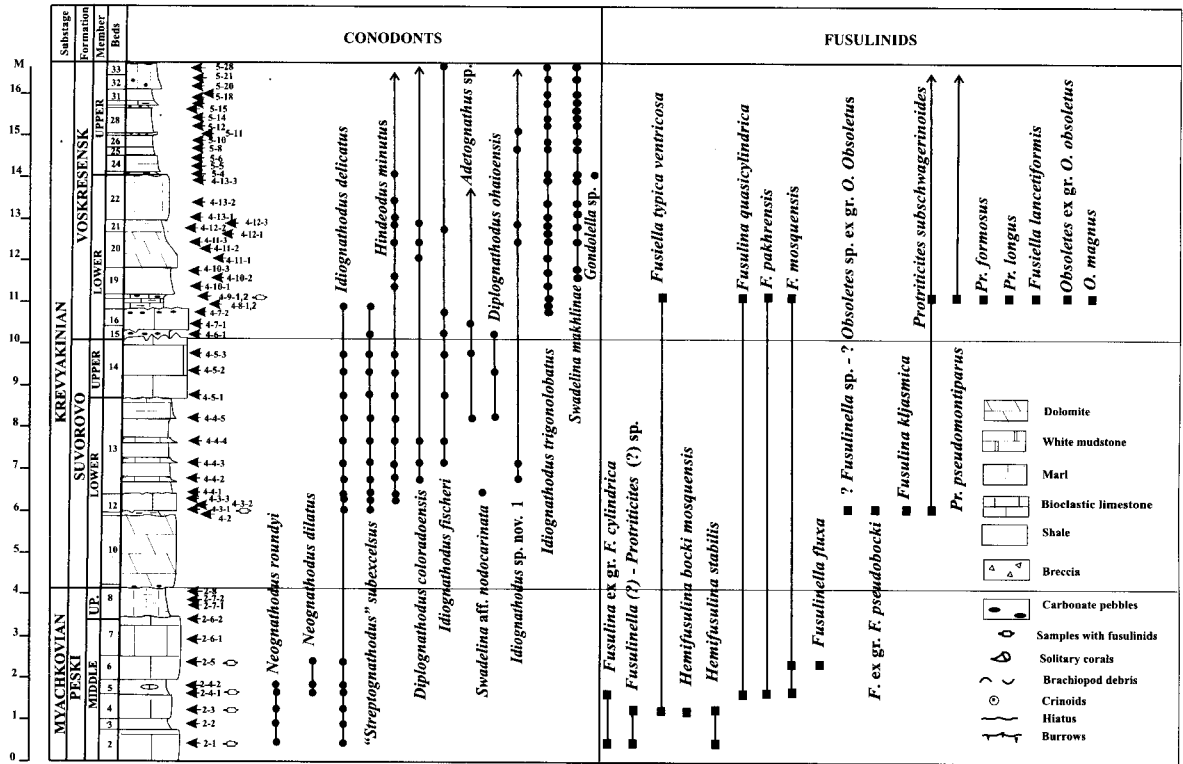 Substage
Formation
Member
Beds
CONODONTS
FUSULINIDS
M
16
15
14
13
12
11
10
9
8
7
6
5
4
3
2
1
0
KREVYAKINIAN
MYACHKOVIAN
VOSKRESENSK
SUVOROVO
PESKI
UPPER
LOWER
UPPER
LOWER
UP.
MIDDLE
33
32
31
28
26
25
24
22
21
20
19
16
15
14
13
12
10
8
7
6
5
4
3
2
5-28
5-21
5-20
5-18
5-15
5-14
5-12
5-11
5-10
5-8
5-6
5-5
5-4
4-13-3
4-13-2
4-13-1
4-12-3
4-12-2
4-12-1
4-11-3
4-11-2
4-11-1
4-10-3
4-10-2
4-10-1
4-9-1,2
4-8-1,2
4-7-2
4-7-1
4-6-1
4-5-3
4-5-2
4-5-1
4-4-5
4-4-4
4-4-3
4-4-2
4-4-1
4-3-3
4-3-2
4-3-1
4-2
2-8
2-7-2
2-7-1
2-6-2
2-6-1
2-5
2-4-2
2-4-1
2-3
2-2
2-1
Neognathodus roundyi
Neognathodus dilatus
Idiognathodus delicatus
"Streptognathodus" subexcelsus
Hindeodus minutus
Diplognathodus coloradoensis
Idiognathodus fischeri
Adetognathus sp.
Swadelina aff. nodocarinata
Diplognathodus ohaioensis
Idiognathodus sp. nov. 1
Idiognathodus trigonolobatus
Swadelina makhlinae
Gondolella sp.
Fusulina ex gr. F. cylindrica
Fusulinella (?) - Protriticites (?) sp.
Fusiella typica ventricosa
Hemifusulina bocki mosquensis
Hemifusulina stabilis
Fusulina quasicylindrica
F. pakhrensis
F. mosquensis
Fusulinella fluxa
? Fusulinella sp. - ? Obsoletes sp. ex gr. O. Obsoletus
F. ex gr. F. pseudobocki
Fusulina kljasmica
Protriticites subschwagerinoides
Pr. pseudomontiparus
Pr. formosus
Pr. longus
Fusiella lancetiformis
Obsoletes ex gr. O. obsoletus
O. magnus
Dolomite
White mudstone
Marl
Bioclastic limestone
Shale
Breccia
Carbonate pebbles
Samples with fusulinids
Solitary corals
Brachiopod debris
Crinoids
Hiatus
Burrows